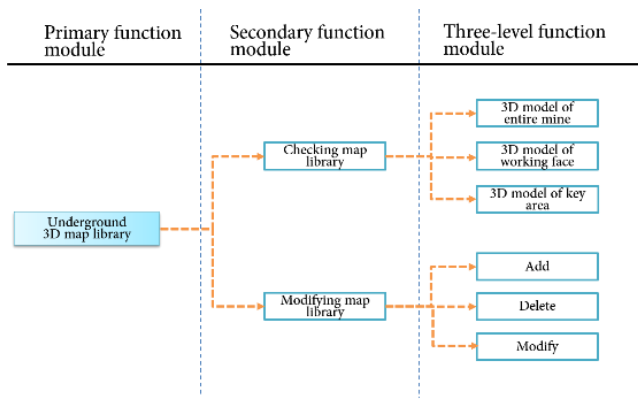 Primary function
module
Secondary function
module
Three-level function
module
Underground
3D map library
Checking map
library
Modifying map
library
3D model of
entire mine
3D model of
working face
3D model of key
area
Add
Delete
Modify